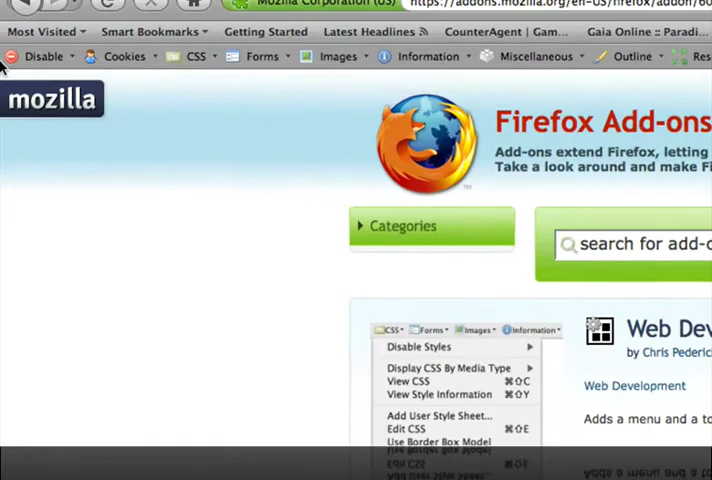 Mozilla Corporation (US) https://addons.mozilla.org/en-US/firefox/addon/60
Most Visited Smart Bookmarks Getting Started Latest Headlines CounterAgent | Gam... Gaia Online :: Paradi...
Disable Cookies CSS Forms Images Information Miscellaneous Outline Res
mozilla
Firefox Add-ons
Add-ons extend Firefox, letting
Take a look around and make Fi
Categories
search for add-o
CSS Forms Images Information
Disable Styles
Display CSS By Media Type
View CSS ⌘⇧C
View Style Information ⌘⇧Y
Add User Style Sheet...
Edit CSS ⌘⇧E
Use Border Box Model
Web Dev
by Chris Pederic
Web Development
Adds a menu and a to